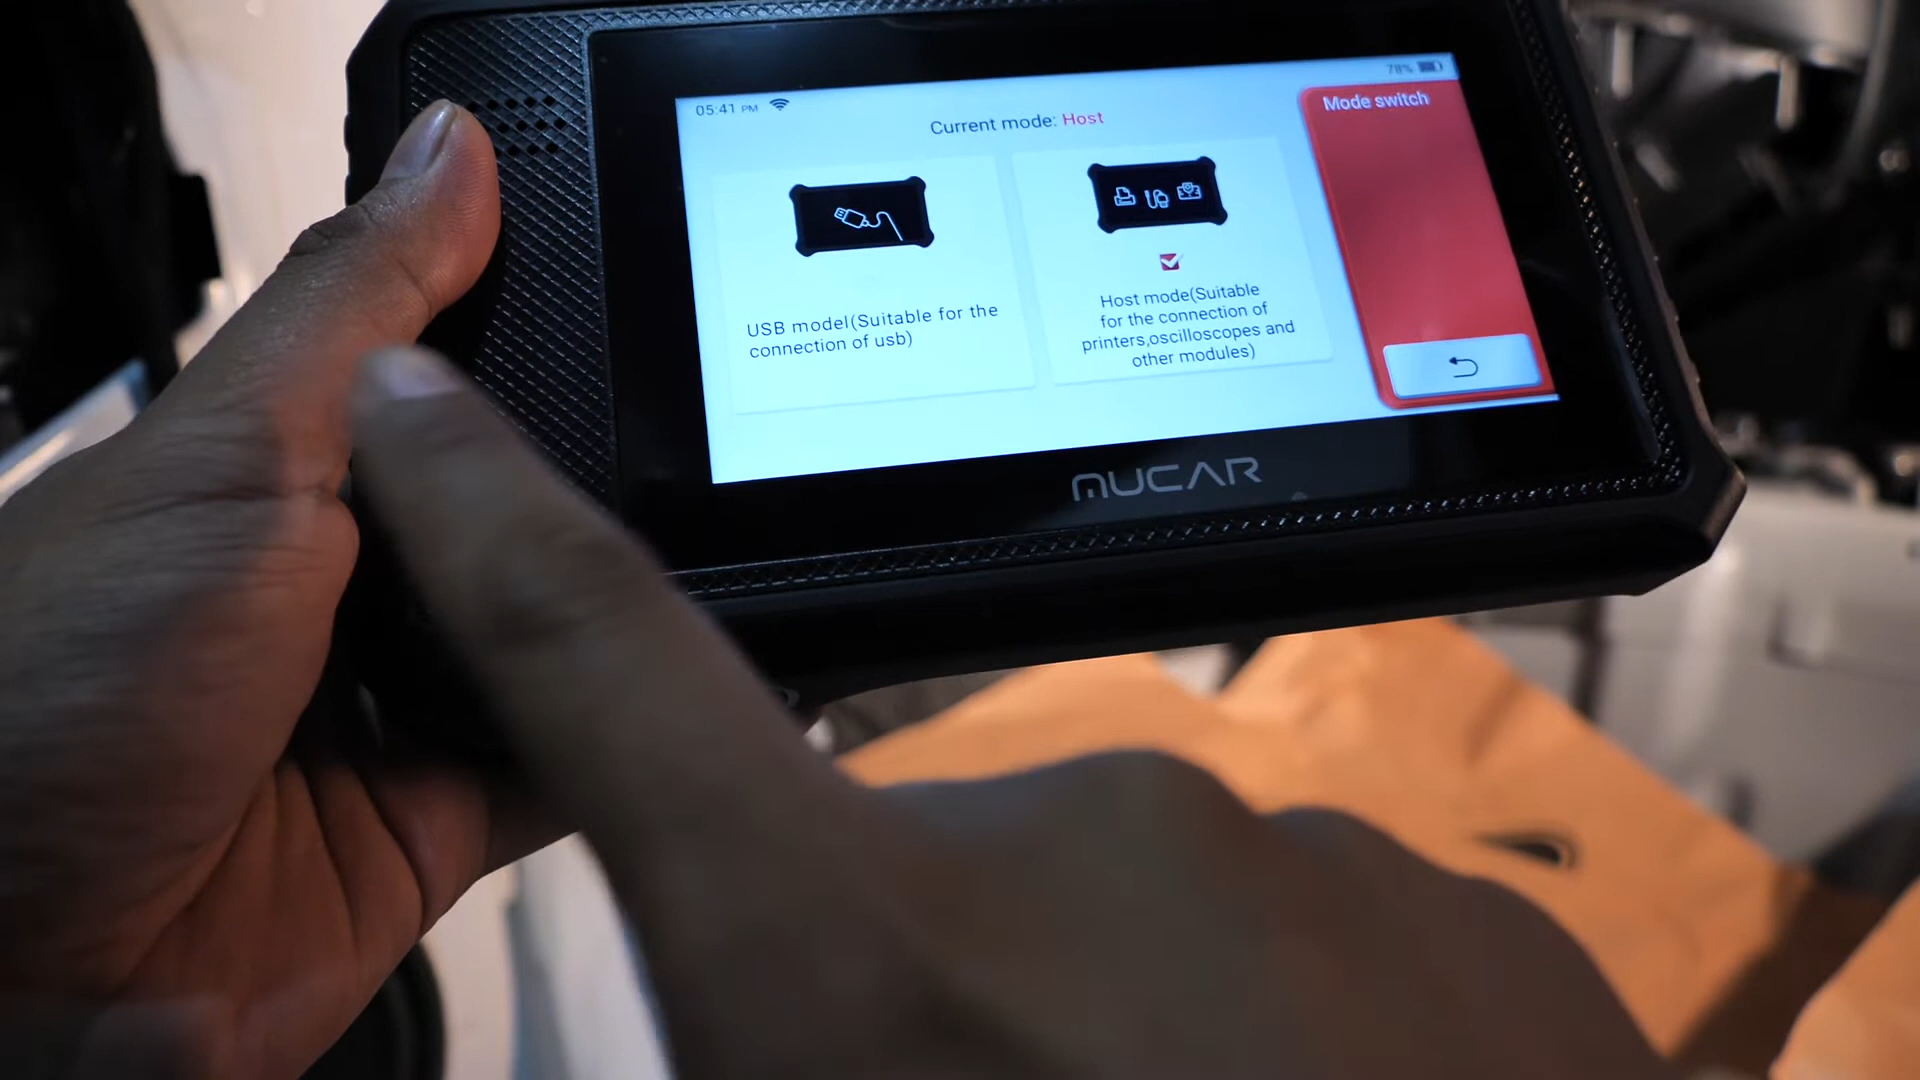 05:41 PM
78%
Mode switch
Current mode: Host
USB model(Suitable for the
connection of usb)
Host mode(Suitable
for the connection of
printers,oscilloscopes and
other modules)
MUCAR